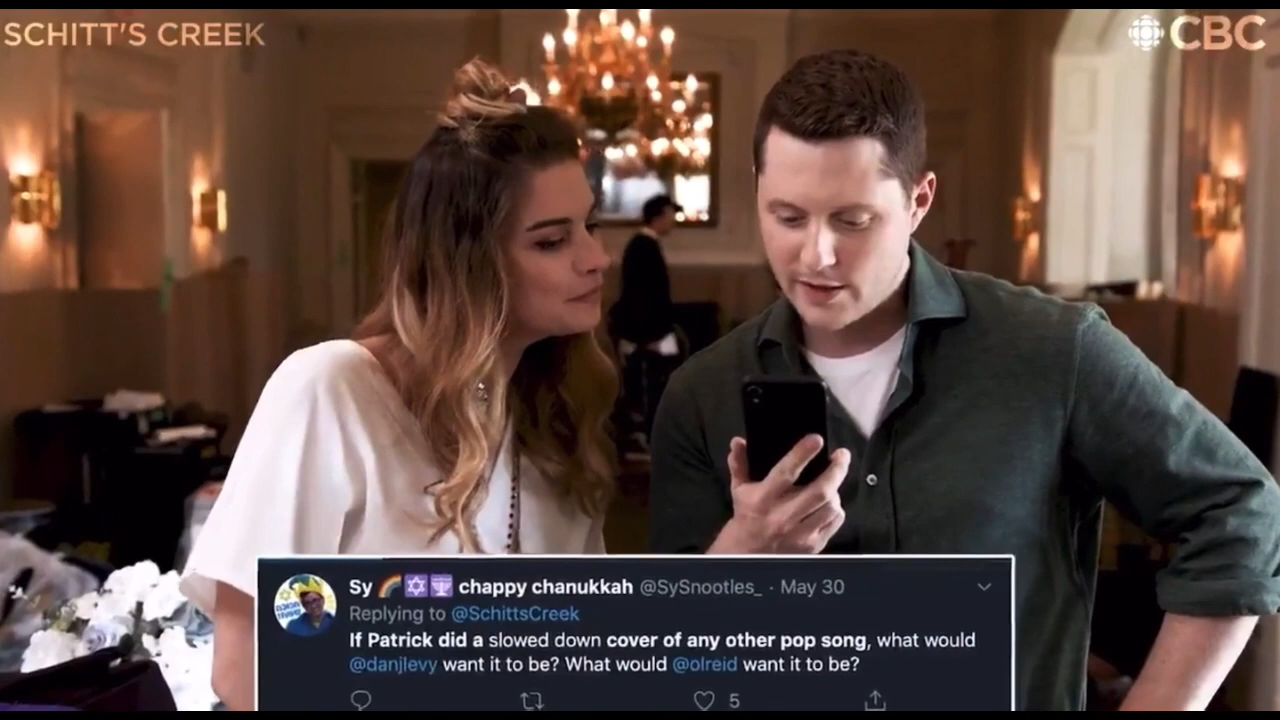 SCHITT'S CREEK
CBC
Sy 🌈✡️🕎 chappy chanukkah @SySnootles_ · May 30
Replying to @SchittsCreek
If Patrick did a slowed down cover of any other pop song, what would
@danjlevy want it to be? What would @olreid want it to be?
5